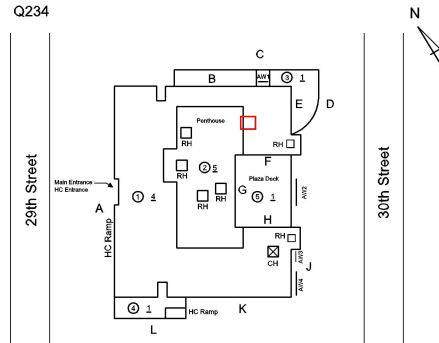 Q234
N
C
B
AW1
3 1
E
D
Penthouse
RH
RH
F
29th Street
30th Street
Main Entrance
HC Entrance
RH
2 5
G
Plaza Deck
AW2
A
1 4
RH
RH
5 1
HC Ramp
H
RH
CH
AW3
J
AW4
4 1
HC Ramp
K
L